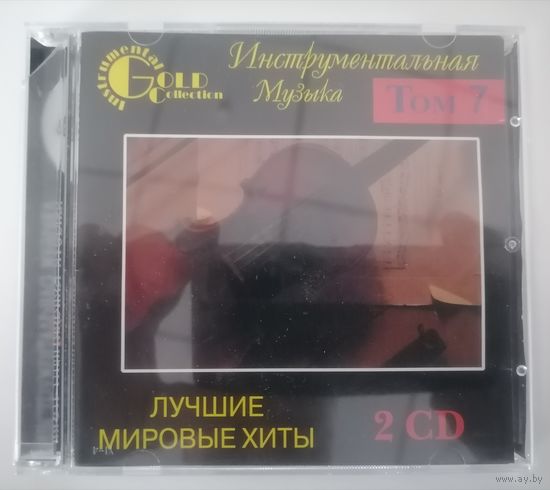 Instrumental
GOLD
Collection
Инструментальная
Музыка
Том 7
ЛУЧШИЕ
МИРОВЫЕ ХИТЫ
2 CD
www.ay.by